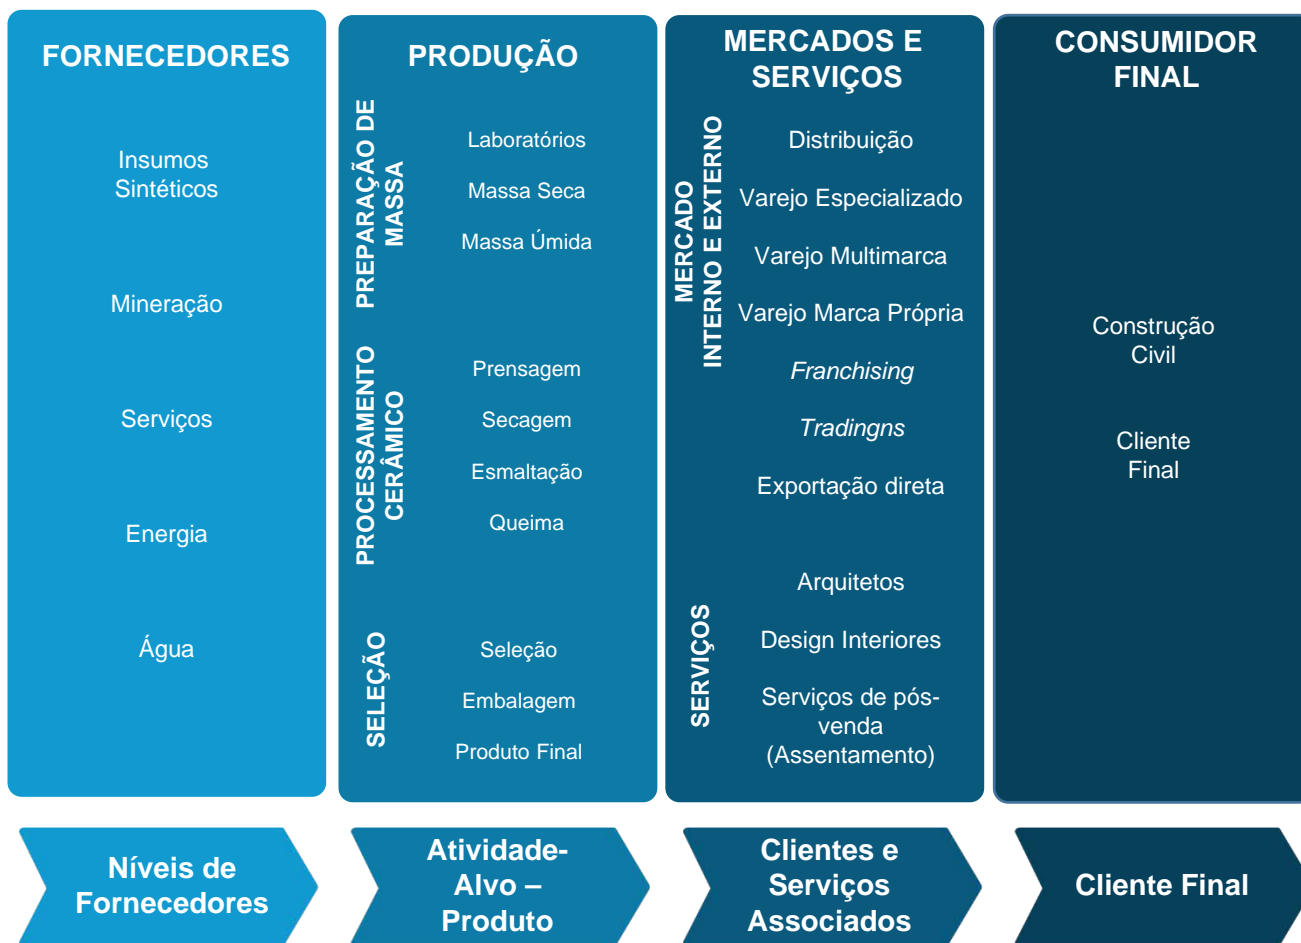 FORNECEDORES
Insumos
Sintéticos
Mineração
Serviços
Energia
Água
PRODUÇÃO
PREPARAÇÃO DE
MASSA
Laboratórios
Massa Seca
Massa Úmida
PROCESSAMENTO
CERÂMICO
Prensagem
Secagem
Esmaltação
Queima
SELEÇÃO
Seleção
Embalagem
Produto Final
MERCADOS E
SERVIÇOS
MERCADO
INTERNO E EXTERNO
Distribuição
Varejo Especializado
Varejo Multimarca
Varejo Marca Própria
Franchising
Tradingns
Exportação direta
SERVIÇOS
Arquitetos
Design Interiores
Serviços de pós-
venda
(Assentamento)
CONSUMIDOR
FINAL
Construção
Civil
Cliente
Final
Níveis de
Fornecedores
Atividade-
Alvo –
Produto
Clientes e
Serviços
Associados
Cliente Final